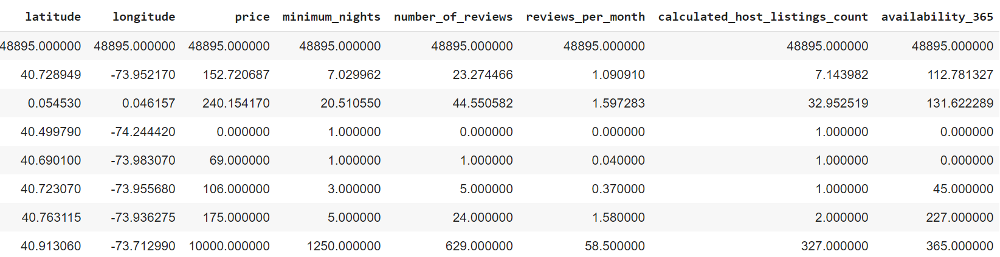 latitude longitude price minimum_nights number_of_reviews reviews_per_month calculated_host_listings_count availability_365
48895.000000 48895.000000 48895.000000 48895.000000 48895.000000 48895.000000 48895.000000 48895.000000
40.728949 -73.952170 152.720687 7.029962 23.274466 1.090910 7.143982 112.781327
0.054530 0.046157 240.154170 20.510550 44.550582 1.597283 32.952519 131.622289
40.499790 -74.244420 0.000000 1.000000 0.000000 0.000000 1.000000 0.000000
40.690100 -73.983070 69.000000 1.000000 1.000000 0.040000 1.000000 0.000000
40.723070 -73.955680 106.000000 3.000000 5.000000 0.370000 1.000000 45.000000
40.763115 -73.936275 175.000000 5.000000 24.000000 1.580000 2.000000 227.000000
40.913060 -73.712990 10000.000000 1250.000000 629.000000 58.500000 327.000000 365.000000